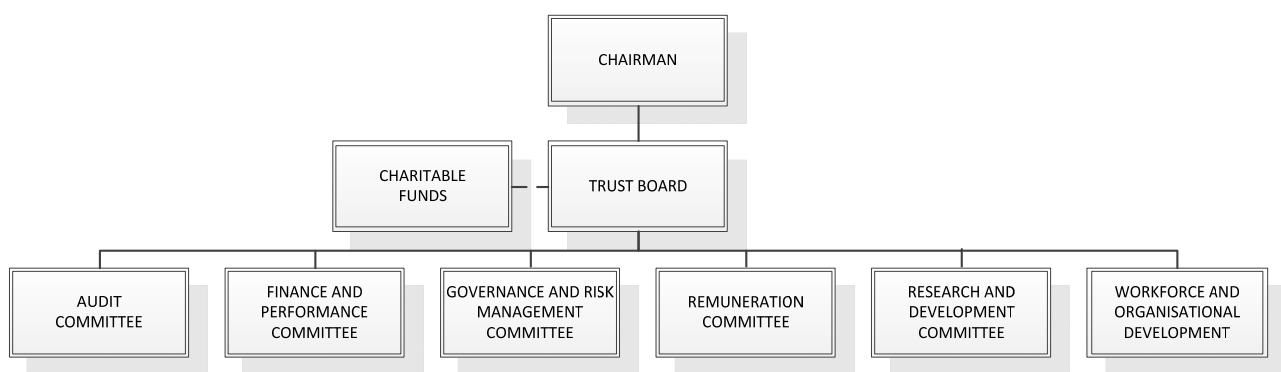 CHAIRMAN
CHARITABLE
FUNDS
TRUST BOARD
AUDIT
COMMITTEE
FINANCE AND
PERFORMANCE
COMMITTEE
GOVERNANCE AND RISK
MANAGEMENT
COMMITTEE
REMUNERATION
COMMITTEE
RESEARCH AND
DEVELOPMENT
COMMITTEE
WORKFORCE AND
ORGANISATIONAL
DEVELOPMENT